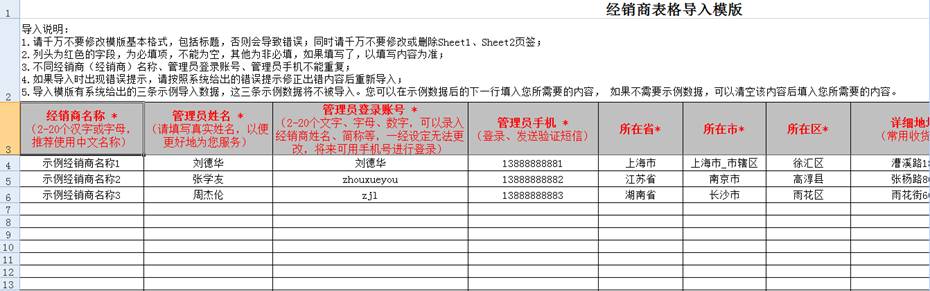 1
经销商表格导入模版
导入说明：
1.请千万不要修改模版基本格式，包括标题，否则会导致错误；同时请千万不要修改或删除Sheet1、Sheet2页签；
2.列头为红色的字段，为必填项，不能为空，其他为非必填，如果填写了，以填写内容为准；
3.不同经销商（经销商）名称、管理员登录账号、管理员手机不能重复；
4.如果导入时出现错误提示，请按照系统给出的错误提示修正出错内容后重新导入；
2 5.导入模版有系统给出的三条示例导入数据，这三条示例数据将不被导入。您可以在示例数据后的下一行填入您所需要的内容， 如果不需要示例数据，可以清空该内容后填入您所需要的内容。
3
经销商名称 *
（2-20个汉字或字母，
推荐使用中文名称）
管理员姓名 *
（请填写真实姓名，以便
更好地为您服务）
管理员登录账号 *
（2-20个文字、字母、数字，可以录入
经销商姓名、简称等，一经设定无法更
改，将来可用手机号进行登录）
管理员手机 *
（登录、发送验证短信）
所在省*
所在市*
所在区*
详细地
（常用收货
4 示例经销商名称1 刘德华 刘德华 13888888881 上海市 上海市_市辖区 徐汇区 漕溪路18
5 示例经销商名称2 张学友 zhouxueyou 13888888882 江苏省 南京市 高淳县 张杨路8
6 示例经销商名称3 周杰伦 zjl 13888888883 湖南省 长沙市 雨花区 雨花街6
7
8
9
10
11
12
13